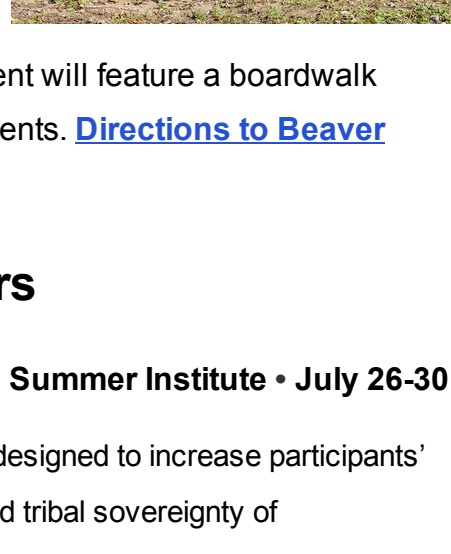 ent will feature a boardwalk
ents. Directions to Beaver
rs
Summer Institute • July 26-30
designed to increase participants’
d tribal sovereignty of